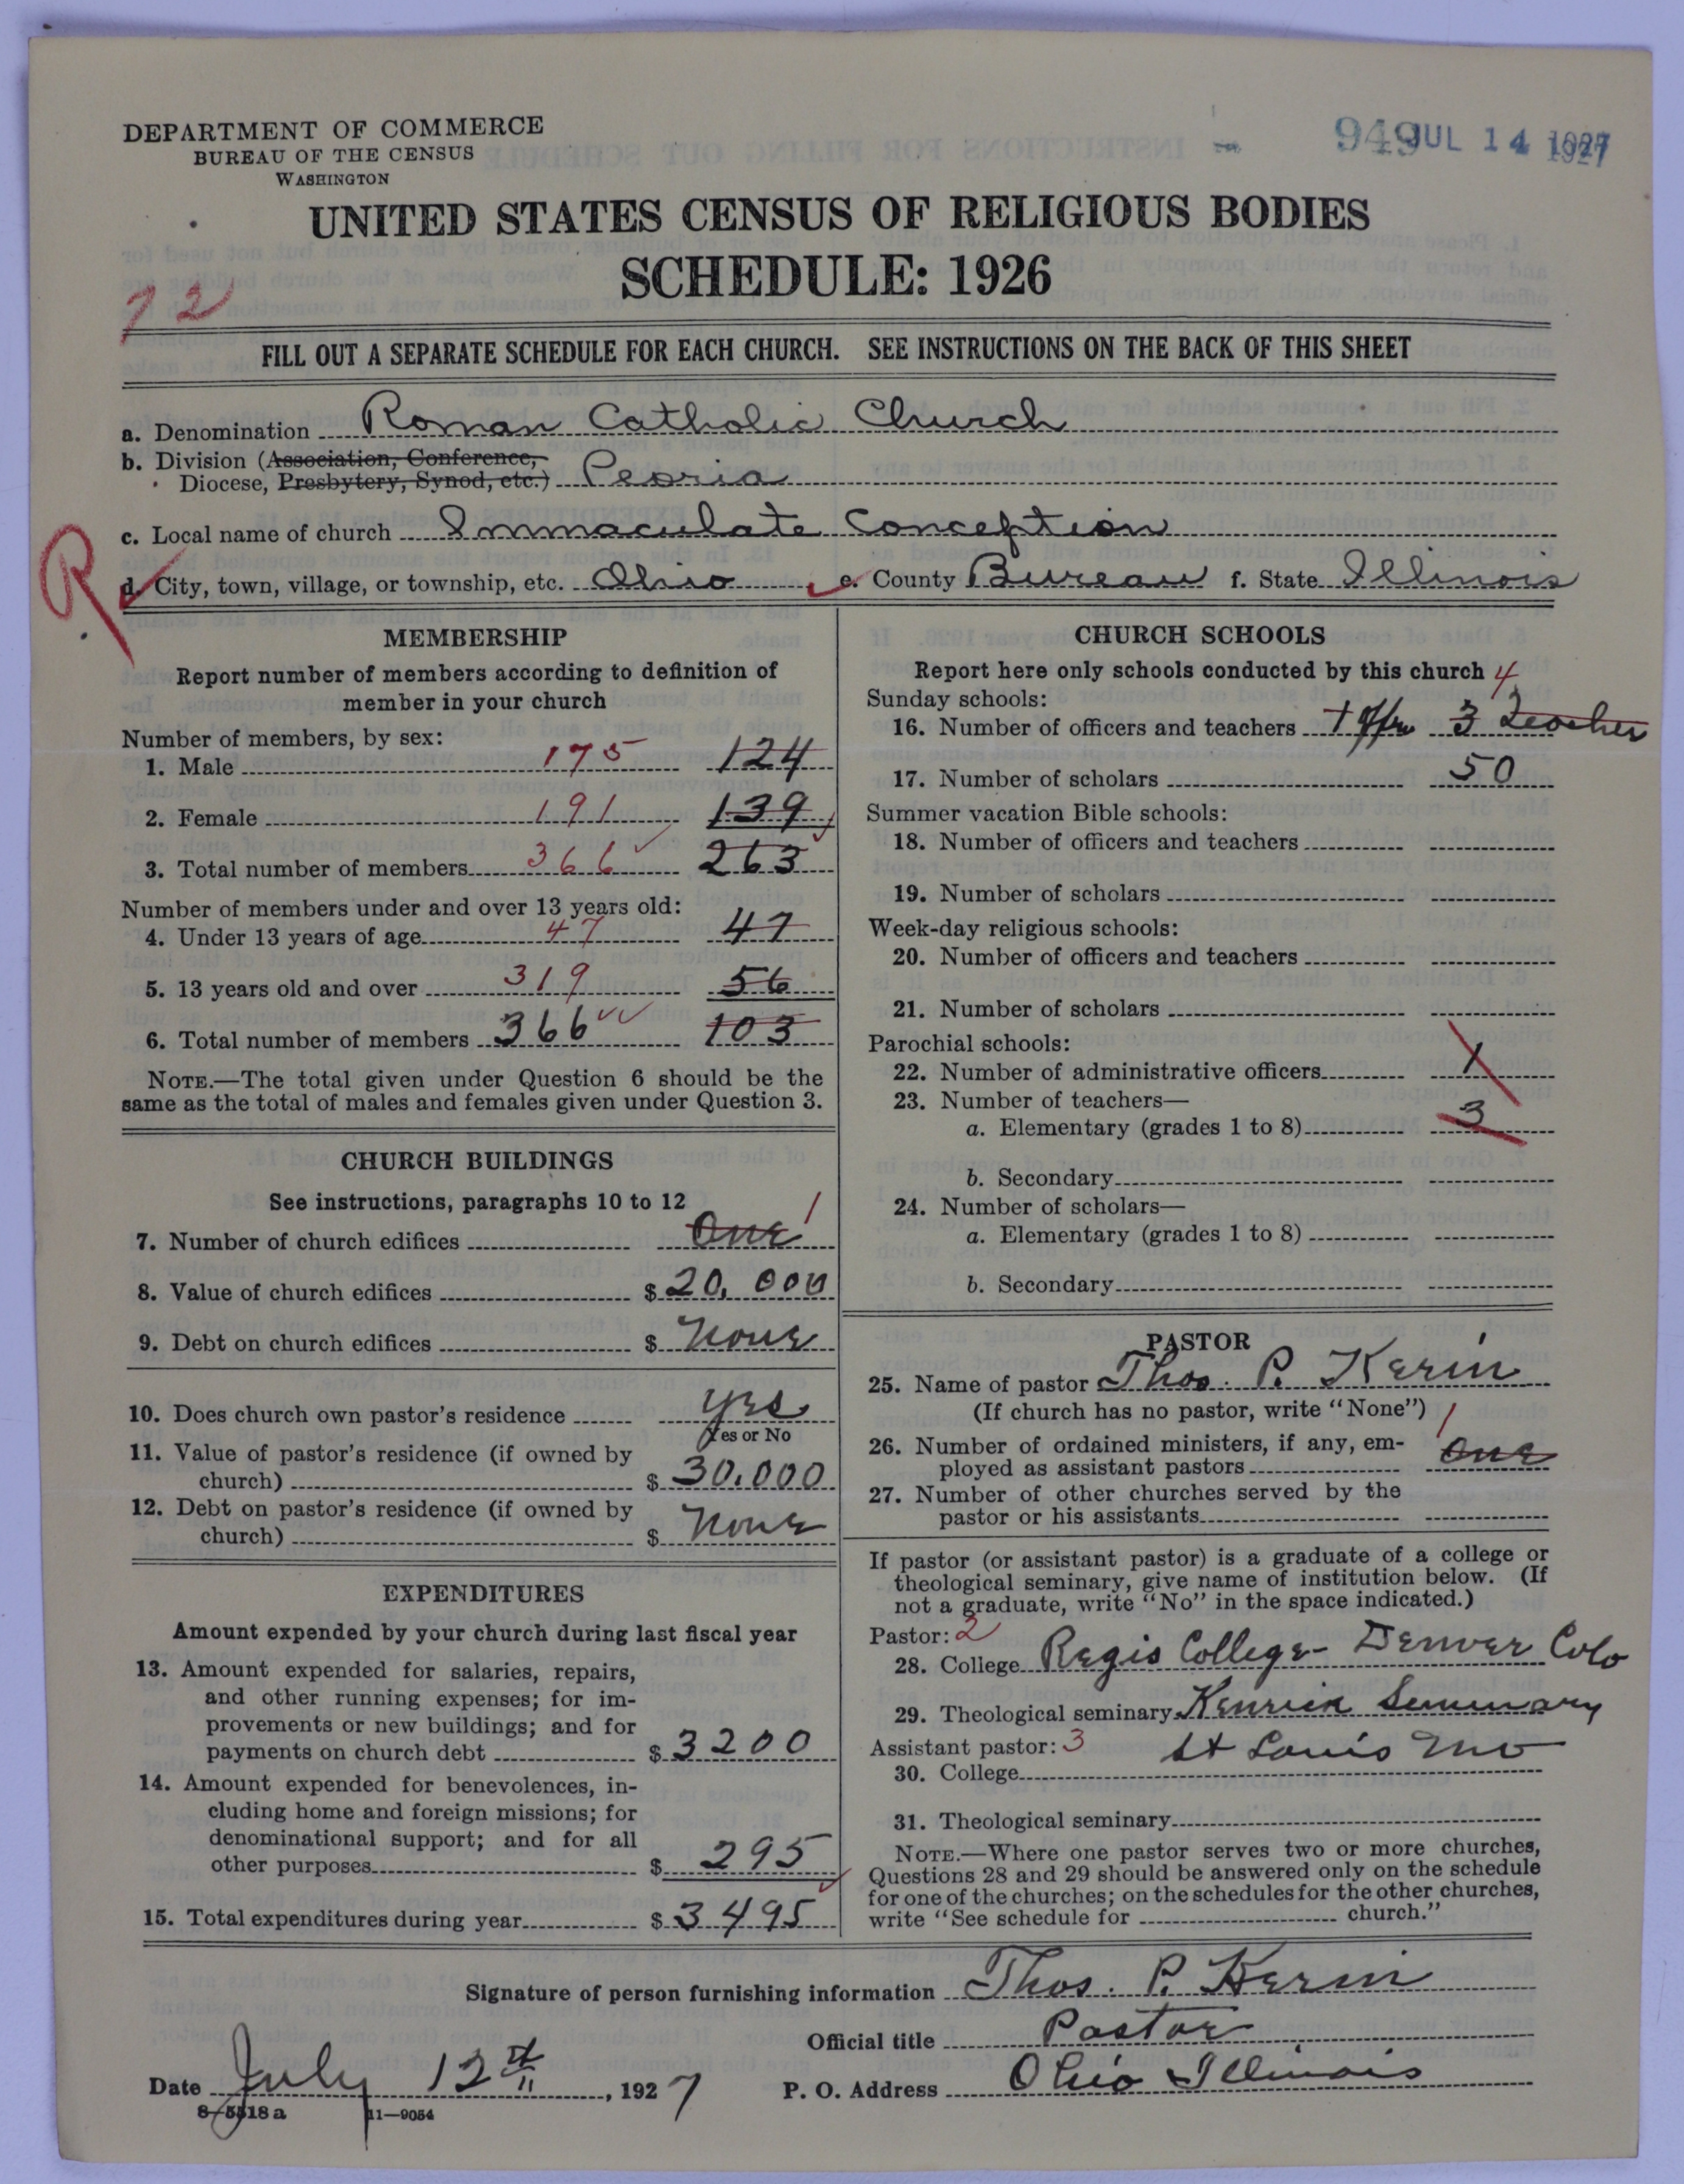 DEPARTMENT OF COMMERCE
BUREAU OF THE CENSUS
WASHINGTON
949 JUL 14 1927
UNITED STATES CENSUS OF RELIGIOUS BODIES
SCHEDULE: 1926
72
FILL OUT A SEPARATE SCHEDULE FOR EACH CHURCH. SEE INSTRUCTIONS ON THE BACK OF THIS SHEET
a. Denomination Roman Catholic Church
b. Division (Association, Conference,
Diocese, Presbytery, Synod, etc.) Peoria
c. Local name of church Immaculate Conception
R
d. City, town, village, or township, etc. Ohio e. County Bureau f. State Illinois
MEMBERSHIP
Report number of members according to definition of
member in your church
Number of members, by sex:
1. Male 175 124
2. Female 191 139
3. Total number of members 366 263
Number of members under and over 13 years old:
4. Under 13 years of age 47 47
5. 13 years old and over 319 56
6. Total number of members 366 103
NOTE.—The total given under Question 6 should be the
same as the total of males and females given under Question 3.
CHURCH BUILDINGS
See instructions, paragraphs 10 to 12
7. Number of church edifices One 1
8. Value of church edifices $ 20,000
9. Debt on church edifices $ None
10. Does church own pastor's residence yes
Yes or No
11. Value of pastor's residence (if owned by
church) $ 30,000
12. Debt on pastor's residence (if owned by
church) $ None
EXPENDITURES
Amount expended by your church during last fiscal year
13. Amount expended for salaries, repairs,
and other running expenses; for im-
provements or new buildings; and for
payments on church debt $ 3200
14. Amount expended for benevolences, in-
cluding home and foreign missions; for
denominational support; and for all
other purposes $ 295
15. Total expenditures during year $ 3495
CHURCH SCHOOLS
Report here only schools conducted by this church 4
Sunday schools:
16. Number of officers and teachers 3 Teacher
17. Number of scholars 50
Summer vacation Bible schools:
18. Number of officers and teachers
19. Number of scholars
Week-day religious schools:
20. Number of officers and teachers
21. Number of scholars
Parochial schools:
22. Number of administrative officers 1
23. Number of teachers—
a. Elementary (grades 1 to 8) 3
b. Secondary
24. Number of scholars—
a. Elementary (grades 1 to 8)
b. Secondary
PASTOR
25. Name of pastor Thos. P. Kerin
(If church has no pastor, write "None") 1
26. Number of ordained ministers, if any, em-
ployed as assistant pastors One
27. Number of other churches served by the
pastor or his assistants
If pastor (or assistant pastor) is a graduate of a college or
theological seminary, give name of institution below. (If
not a graduate, write "No" in the space indicated.)
Pastor: 2
28. College Regis College - Denver Colo
29. Theological seminary Kenrick Seminary
Assistant pastor: 3 St Louis Mo
30. College
31. Theological seminary
NOTE.—Where one pastor serves two or more churches,
Questions 28 and 29 should be answered only on the schedule
for one of the churches; on the schedules for the other churches,
write "See schedule for church."
Signature of person furnishing information Thos. P. Kerin
Official title Pastor
Date July 12th, 1927 P. O. Address Ohio Illinois
8-5518a 11—9054